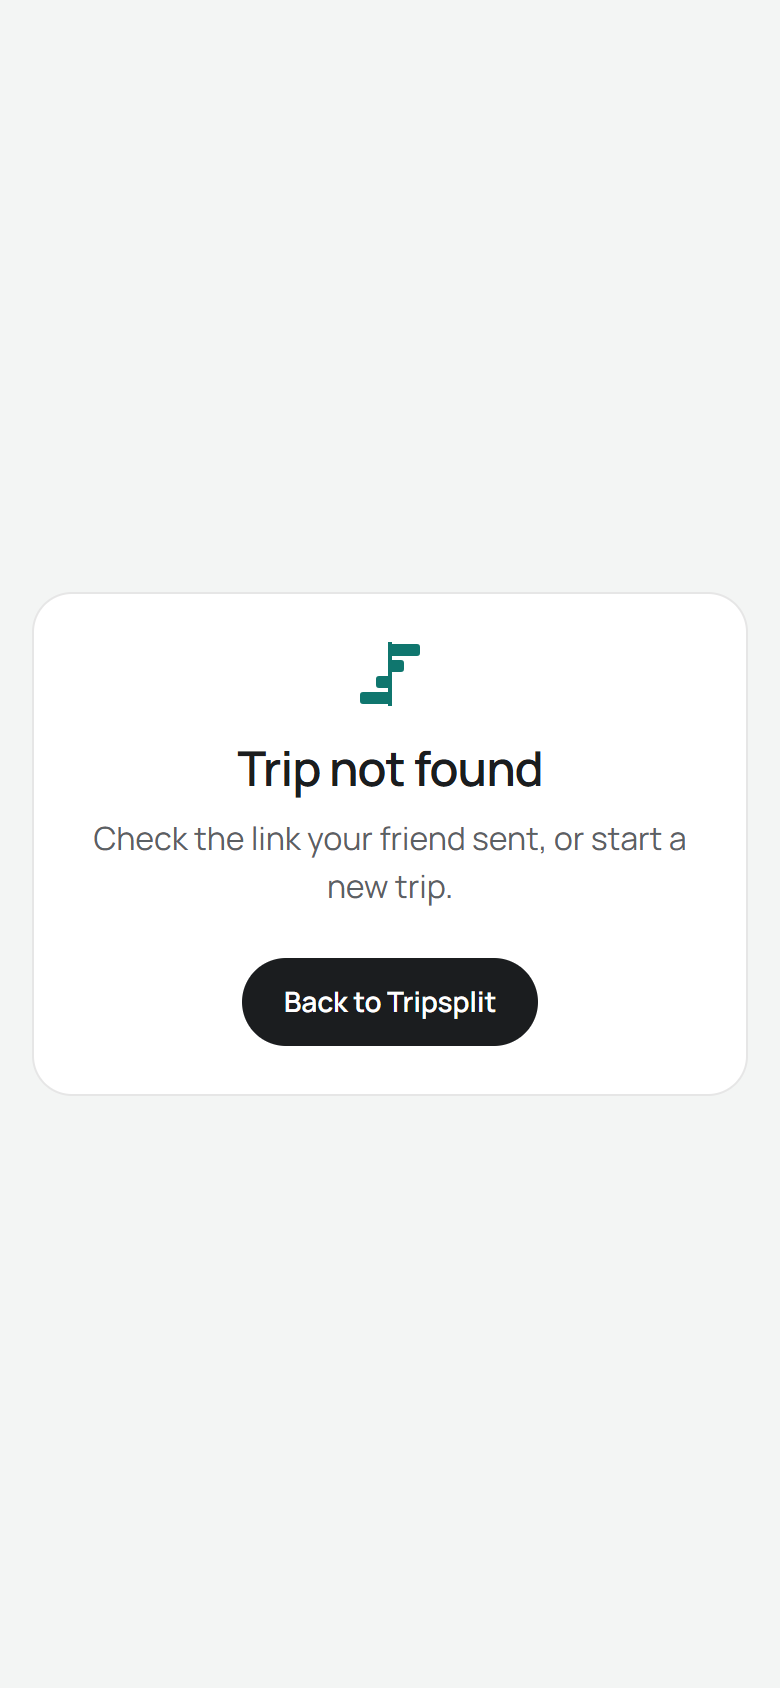 Trip not found
Check the link your friend sent, or start a
new trip.
Back to Tripsplit